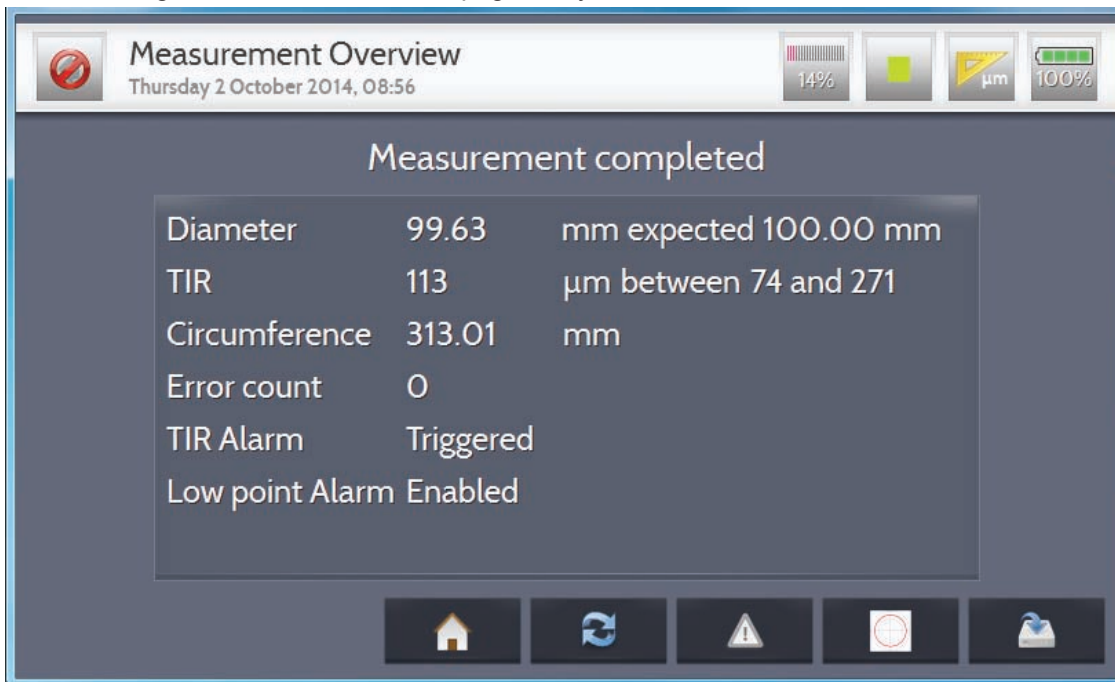 Measurement Overview
Thursday 2 October 2014, 08:56
14%
µm
100%
Measurement completed
Diameter 99.63 mm expected 100.00 mm
TIR 113 µm between 74 and 271
Circumference 313.01 mm
Error count 0
TIR Alarm Triggered
Low point Alarm Enabled